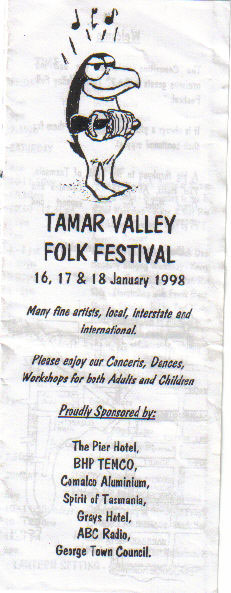 TAMAR VALLEY
FOLK FESTIVAL
16, 17 & 18 January 1998
Many fine artists, local, interstate and
international.
Please enjoy our Concerts, Dances,
Workshops for both Adults and Children
Proudly Sponsored by:
The Pier Hotel,
BHP TEMCO,
Comalco Aluminium,
Spirit of Tasmania,
Grays Hotel,
ABC Radio,
George Town Council.